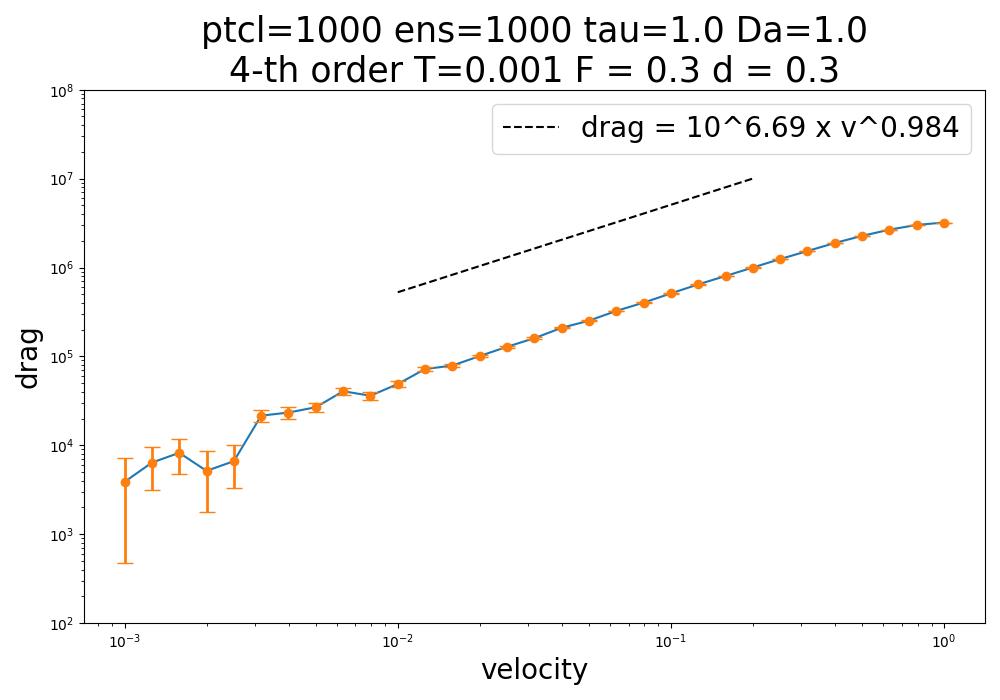 ptcl=1000 ens=1000 tau=1.0 Da=1.0
4-th order T=0.001 F = 0.3 d = 0.3
drag = 10^6.69 x v^0.984
10^8
10^7
10^6
10^5
10^4
10^3
10^2
drag
10^-3
10^-2
10^-1
10^0
velocity